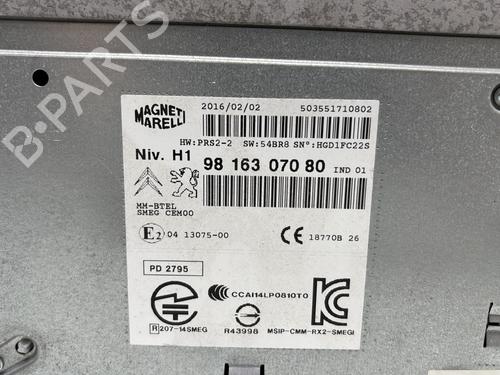 MAGNETI MARELLI
2016/02/02 503551710802
HW:PRS2-2 SW:54BR8 SN°:HGD1FC22S
Niv. H1 98 163 070 80 IND 01
MM-BTEL
SMEG CEM00
E2 04 13075-00 CE 18770B 26
PD 2795
CCAI14LP0810T0
R 207-14SMEG R43998 MSIP-CMM-RX2-SMEGI
B-PARTS